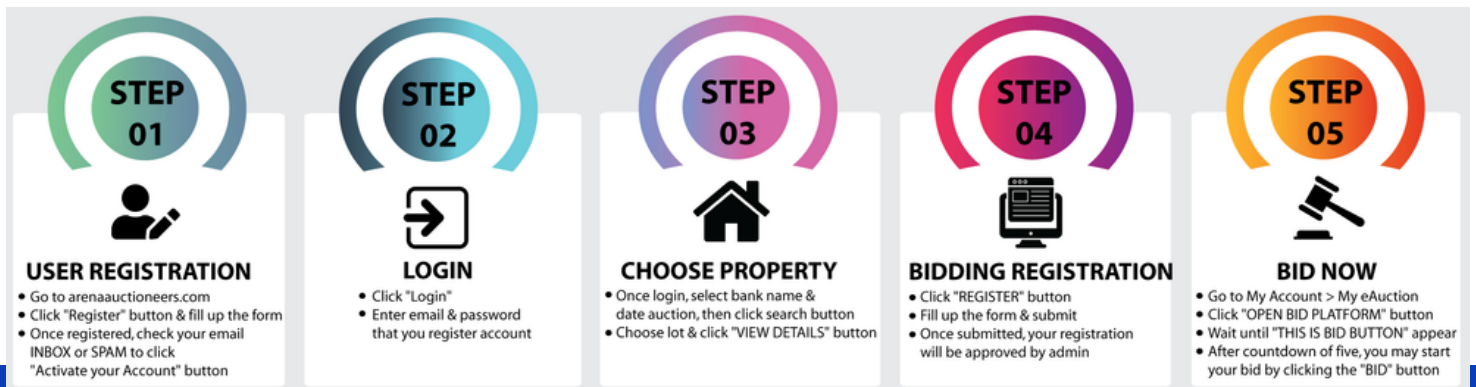 STEP
01
USER REGISTRATION
• Go to arenaauctioneers.com
• Click "Register" button & fill up the form
• Once registered, check your email
INBOX or SPAM to click
"Activate your Account" button
STEP
02
LOGIN
• Click "Login"
• Enter email & password
that you register account
STEP
03
CHOOSE PROPERTY
• Once login, select bank name &
date auction, then click search button
• Choose lot & click "VIEW DETAILS" button
STEP
04
BIDDING REGISTRATION
• Click "REGISTER" button
• Fill up the form & submit
• Once submitted, your registration
will be approved by admin
STEP
05
BID NOW
• Go to My Account > My eAuction
• Click "OPEN BID PLATFORM" button
• Wait until "THIS IS BID BUTTON" appear
• After countdown of five, you may start
your bid by clicking the "BID" button